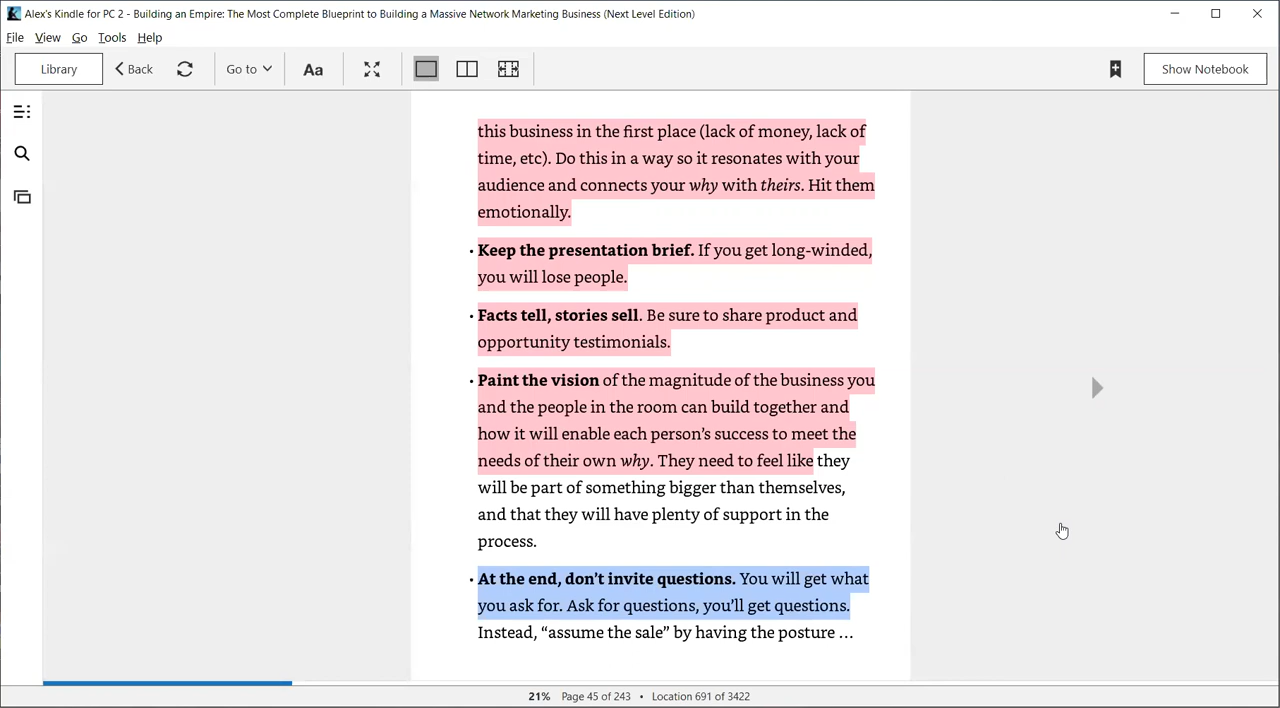 Alex's Kindle for PC 2 - Building an Empire: The Most Complete Blueprint to Building a Massive Network Marketing Business (Next Level Edition)
File View Go Tools Help
Library Back Go to Aa Show Notebook
this business in the first place (lack of money, lack of
time, etc). Do this in a way so it resonates with your
audience and connects your why with theirs. Hit them
emotionally.
• Keep the presentation brief. If you get long-winded,
you will lose people.
• Facts tell, stories sell. Be sure to share product and
opportunity testimonials.
• Paint the vision of the magnitude of the business you
and the people in the room can build together and
how it will enable each person’s success to meet the
needs of their own why. They need to feel like they
will be part of something bigger than themselves,
and that they will have plenty of support in the
process.
• At the end, don’t invite questions. You will get what
you ask for. Ask for questions, you’ll get questions.
Instead, “assume the sale” by having the posture …
21% Page 45 of 243 • Location 691 of 3422